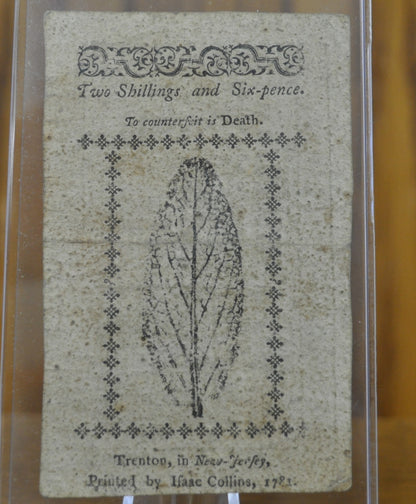 Two Shillings and Six-pence.
To counterfeit is Death.
Trenton, in New-Jersey,
Printed by Isaac Collins, 1781.